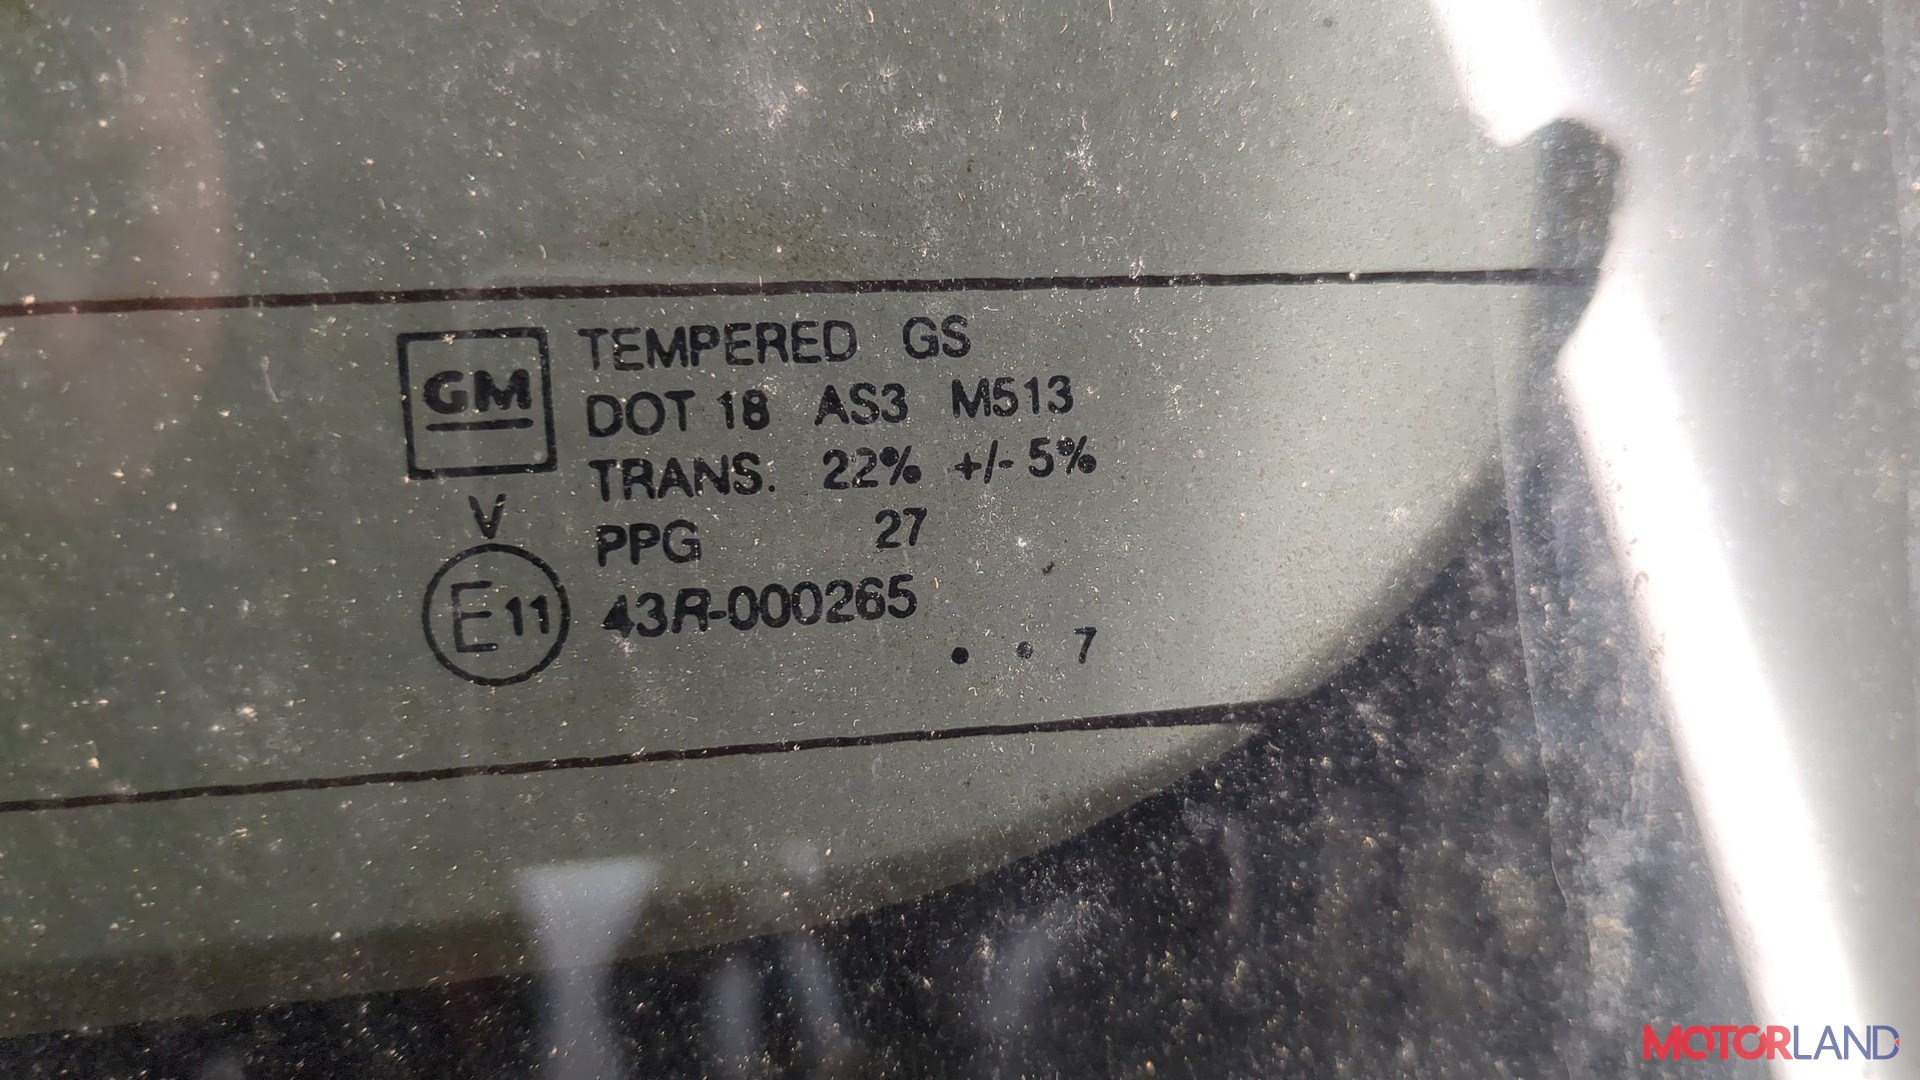 GM
TEMPERED GS
DOT 18 AS3 M513
TRANS. 22% +/- 5%
V
PPG 27
E11 43R-000265
. . 7
MOTORLAND